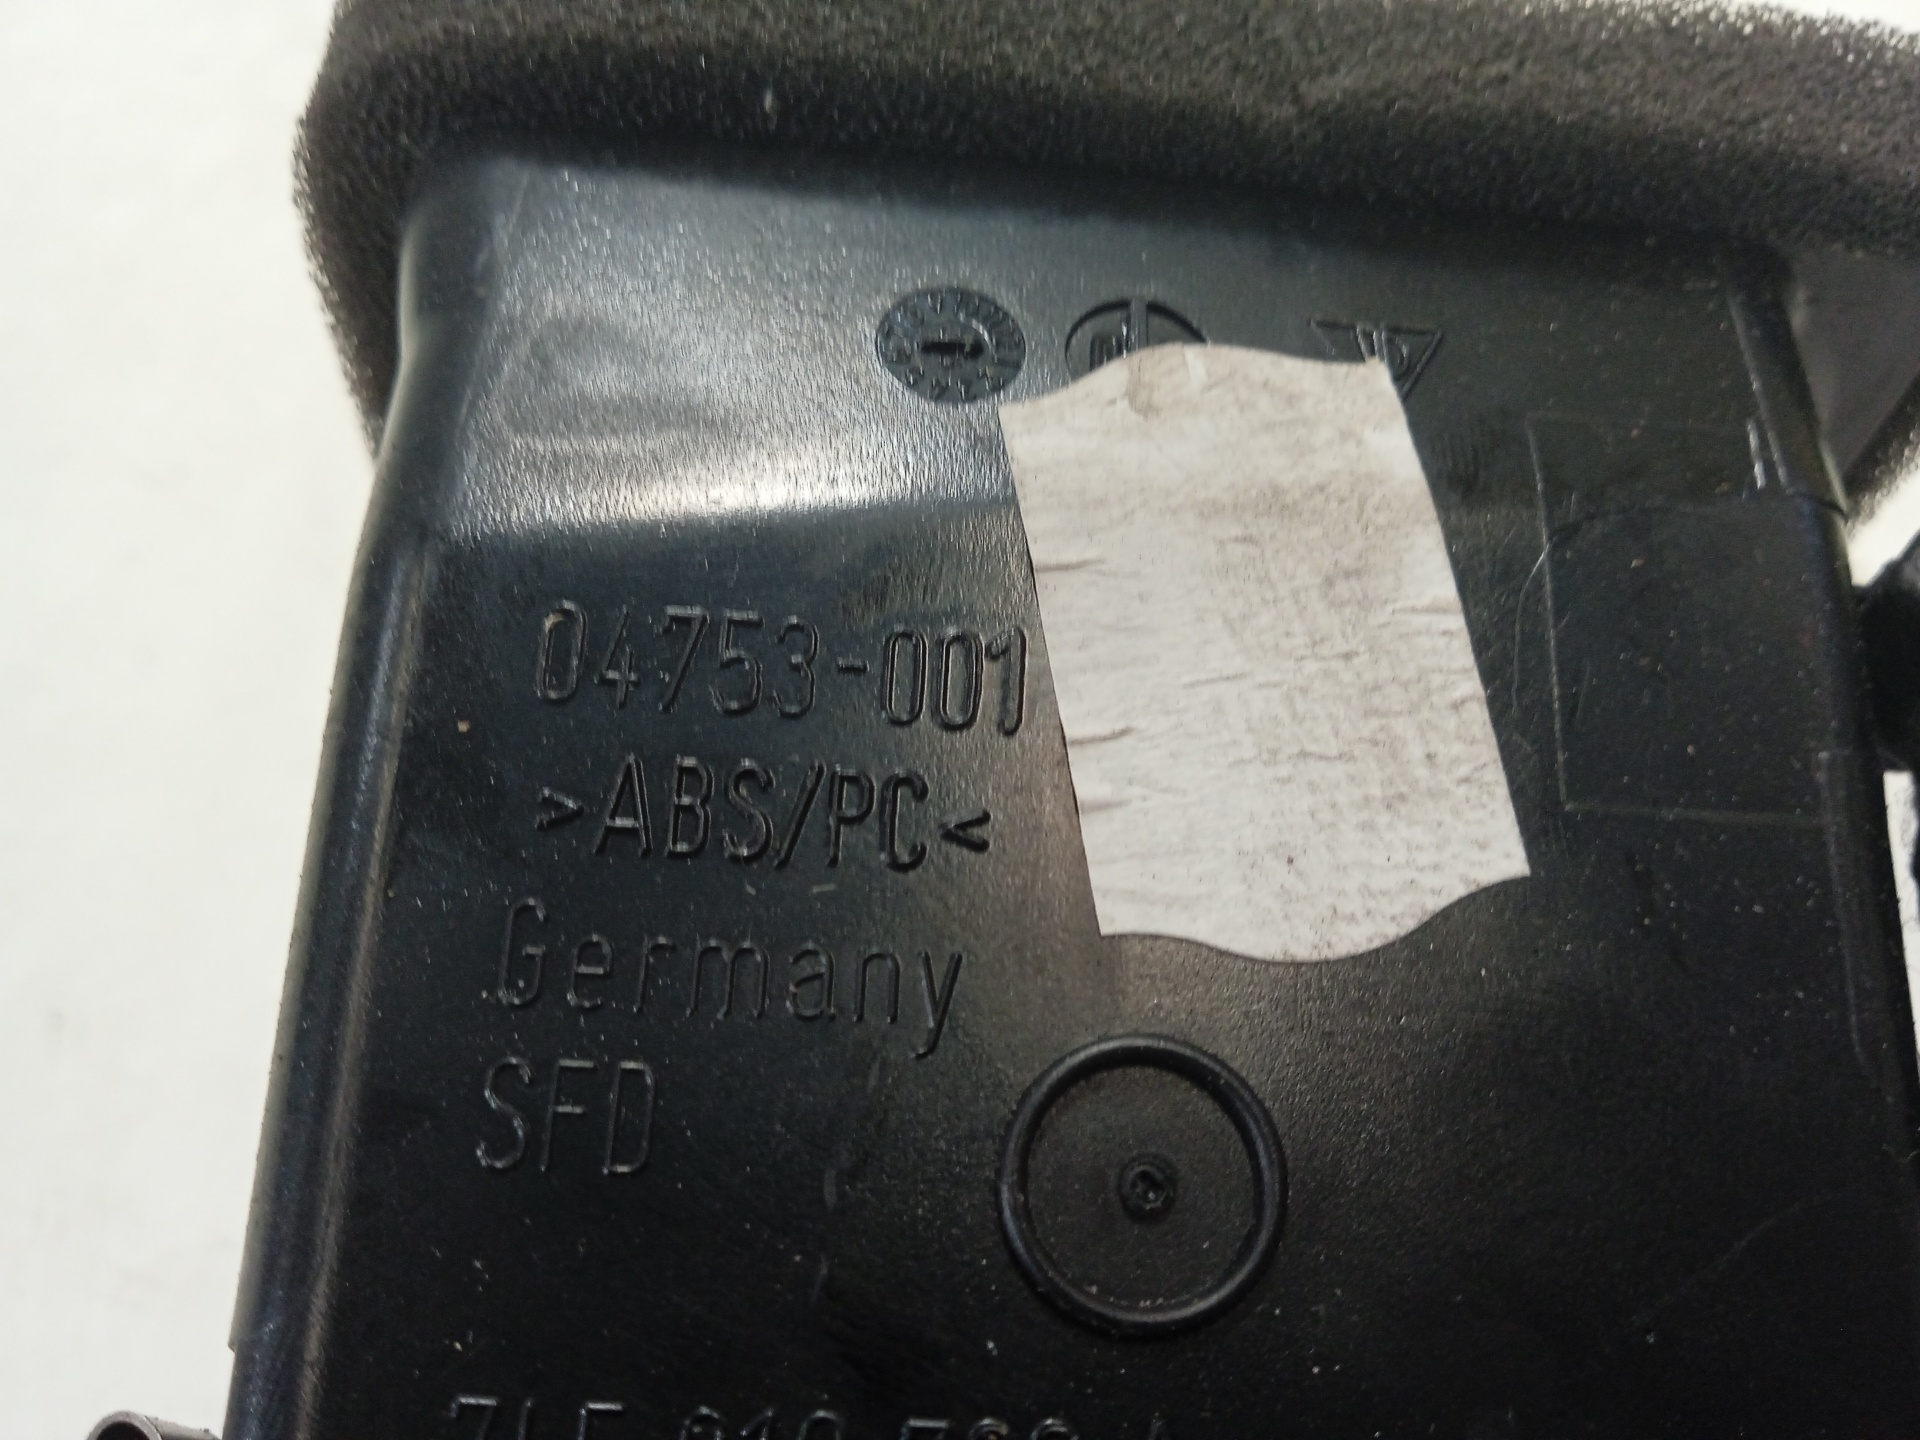 04753-001
>ABS/PC<
Germany
SFD